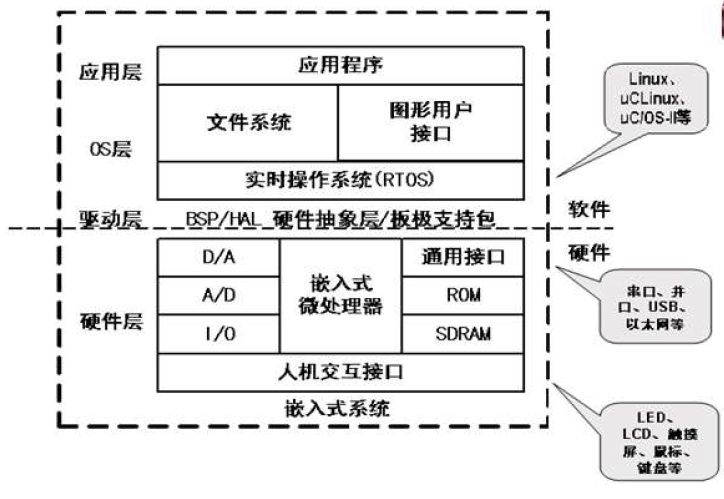 应用层
应用程序
文件系统
图形用户
接口
OS层
实时操作系统(RTOS)
Linux、
uCLinux、
uC/OS-II等
驱动层
BSP/HAL 硬件抽象层/板极支持包
软件
硬件
硬件层
D/A
A/D
I/O
嵌入式
微处理器
通用接口
ROM
SDRAM
人机交互接口
嵌入式系统
串口、并
口、USB、
以太网等
LED、
LCD、触摸
屏、鼠标、
键盘等